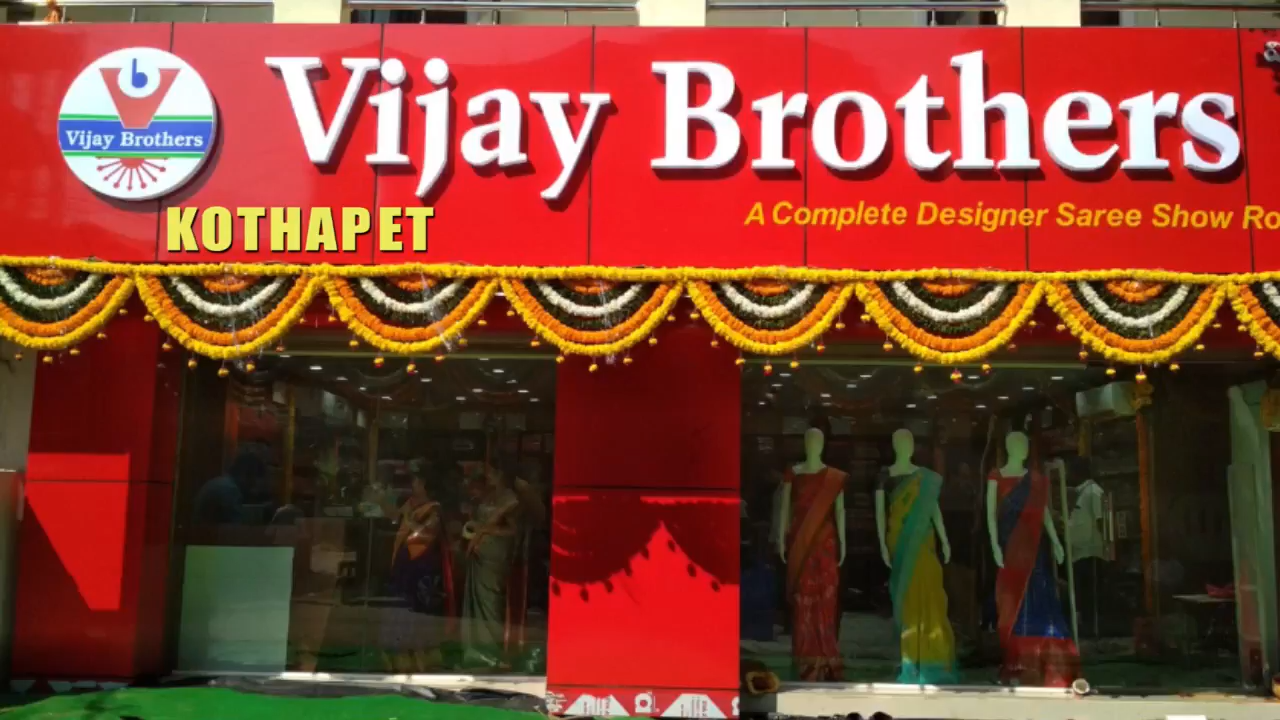 b
Vijay Brothers
Vijay Brothers
KOTHAPET
A Complete Designer Saree Show Ro